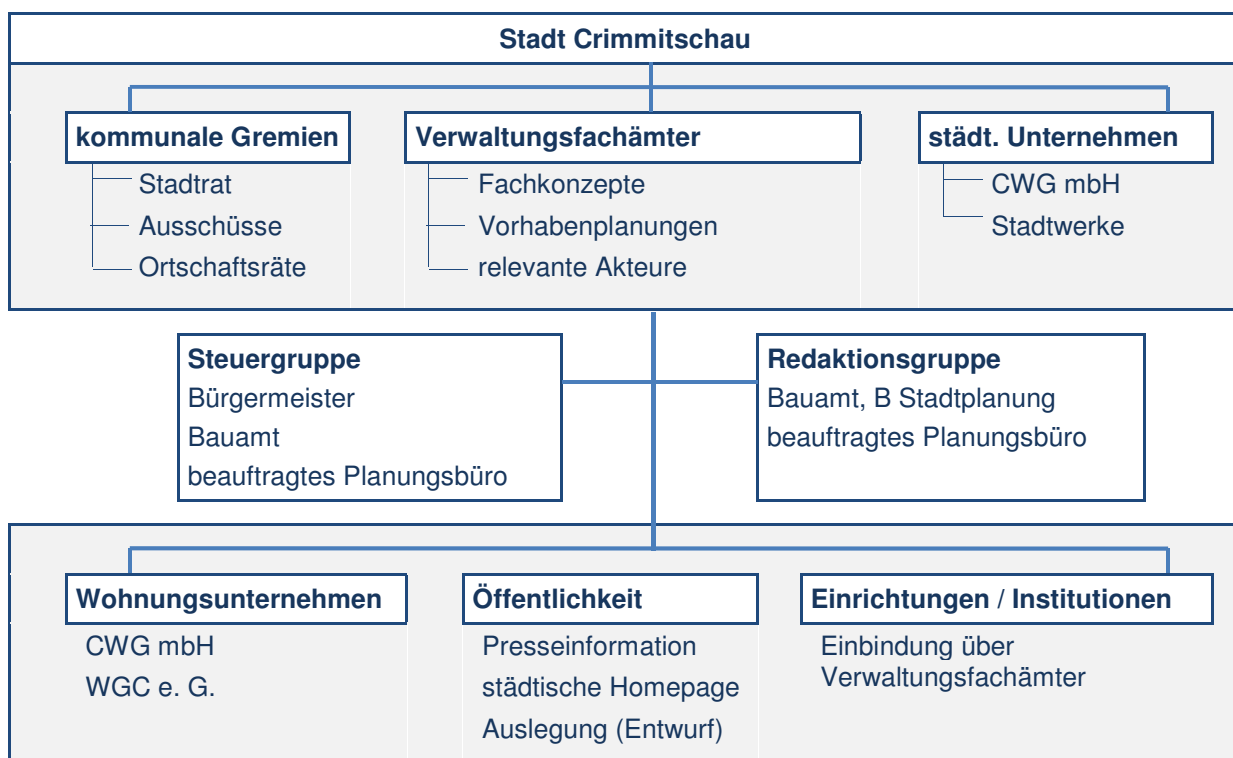 Stadt Crimmitschau
kommunale Gremien
Stadtrat
Ausschüsse
Ortschaftsräte
Verwaltungsfachämter
Fachkonzepte
Vorhabenplanungen
relevante Akteure
städt. Unternehmen
CWG mbH
Stadtwerke
Steuergruppe
Bürgermeister
Bauamt
beauftragtes Planungsbüro
Redaktionsgruppe
Bauamt, B Stadtplanung
beauftragtes Planungsbüro
Wohnungsunternehmen
CWG mbH
WGC e. G.
Öffentlichkeit
Presseinformation
städtische Homepage
Auslegung (Entwurf)
Einrichtungen / Institutionen
Einbindung über
Verwaltungsfachämter